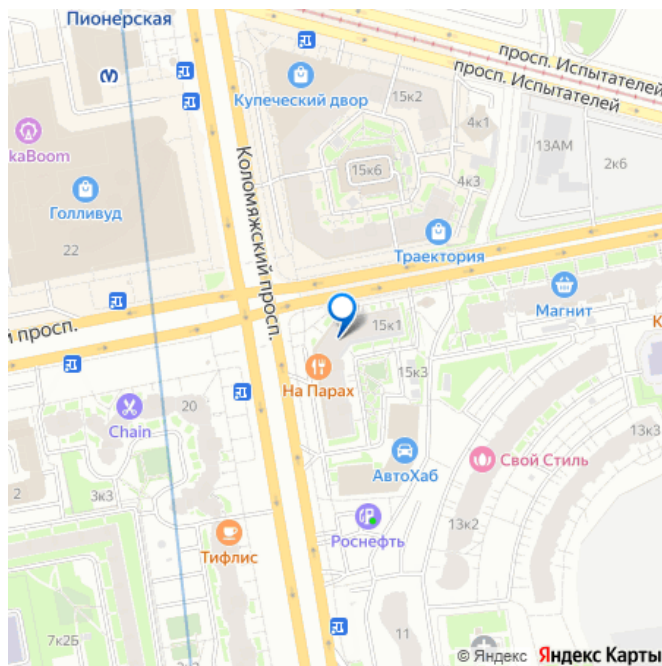 Пионерская
просп. Испытателей
просп. Испытателей
Купеческий двор
15к2
4к1
13АМ
2к6
kaBoom
15к6
4к3
Голливуд
22
Коломяжский просп.
Траектория
Магнит
й просп.
15к1
К
На Парах
15к3
20
Chain
13к3
Свой Стиль
АвтоХаб
2
3к3
13к2
Роснефть
Тифлис
7к2Б
11
3к2
© Яндекс Яндекс Карты